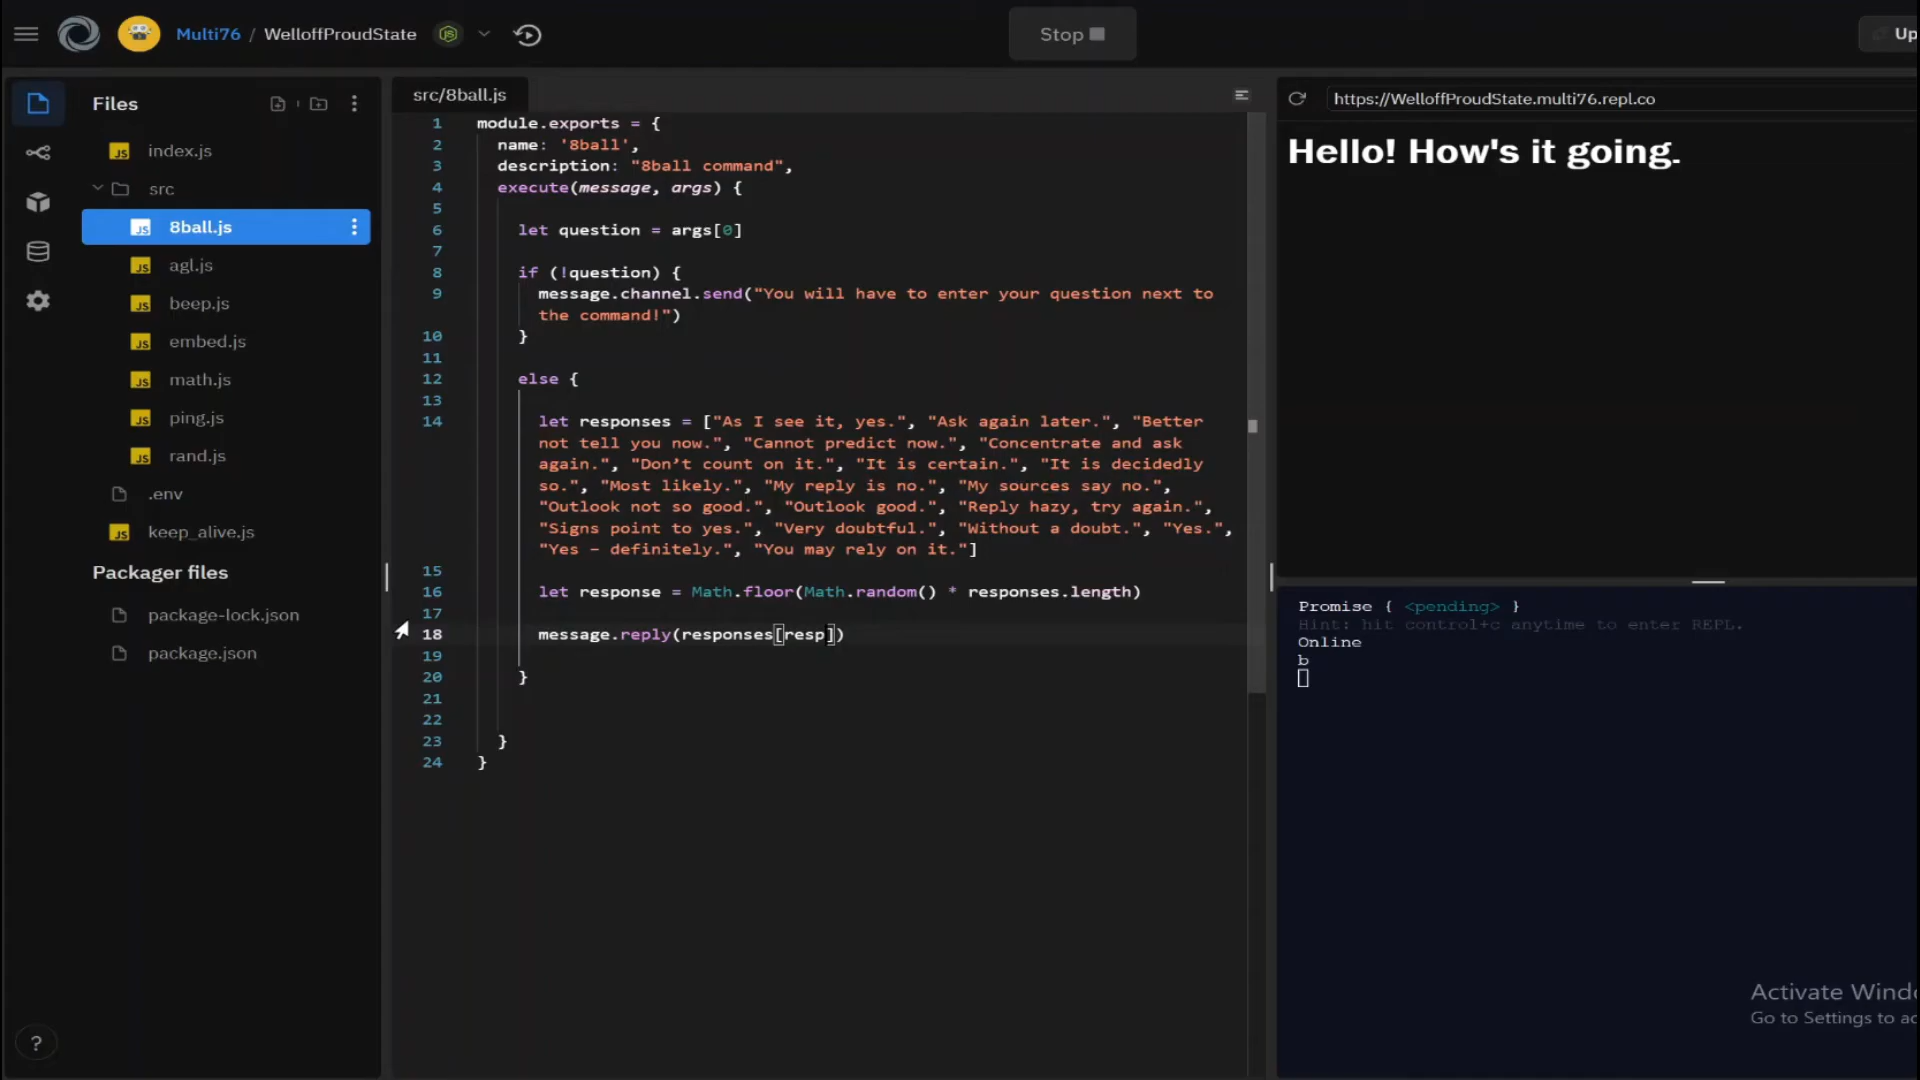 Multi76 / WelloffProudState
Stop
Up
Files
index.js
src
8ball.js
agl.js
beep.js
embed.js
math.js
ping.js
rand.js
.env
keep_alive.js
Packager files
package-lock.json
package.json
?
src/8ball.js
1 module.exports = {
2 name: '8ball',
3 description: "8ball command",
4 execute(message, args) {
5
6 let question = args[0]
7
8 if (!question) {
9 message.channel.send("You will have to enter your question next to
the command!")
10 }
11
12 else {
13
14 let responses = ["As I see it, yes.", "Ask again later.", "Better
not tell you now.", "Cannot predict now.", "Concentrate and ask
again.", "Don’t count on it.", "It is certain.", "It is decidedly
so.", "Most likely.", "My reply is no.", "My sources say no.",
"Outlook not so good.", "Outlook good.", "Reply hazy, try again.",
"Signs point to yes.", "Very doubtful.", "Without a doubt.", "Yes.",
"Yes – definitely.", "You may rely on it."]
15
16 let response = Math.floor(Math.random() * responses.length)
17
18 message.reply(responses[resp])
19
20 }
21
22
23 }
24 }
https://WelloffProudState.multi76.repl.co
Hello! How's it going.
Promise { <pending> }
Hint: hit control+c anytime to enter REPL.
Online
b
Activate Windo
Go to Settings to ac